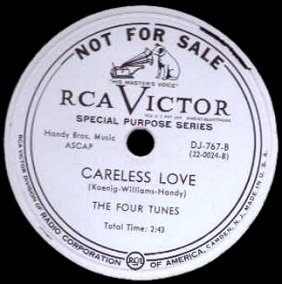 NOT FOR SALE
"HIS MASTER'S VOICE"
RCA VICTOR
SPECIAL PURPOSE SERIES
Handy Bros. Music
ASCAP
DJ-767-B
(22-0024-B)
CARELESS LOVE
(Koenig-Williams-Handy)
THE FOUR TUNES
Total Time: 2:43
RCA VICTOR DIVISION OF RADIO CORPORATION OF AMERICA, CAMDEN, N.J. MADE IN U.S.A.
RCA